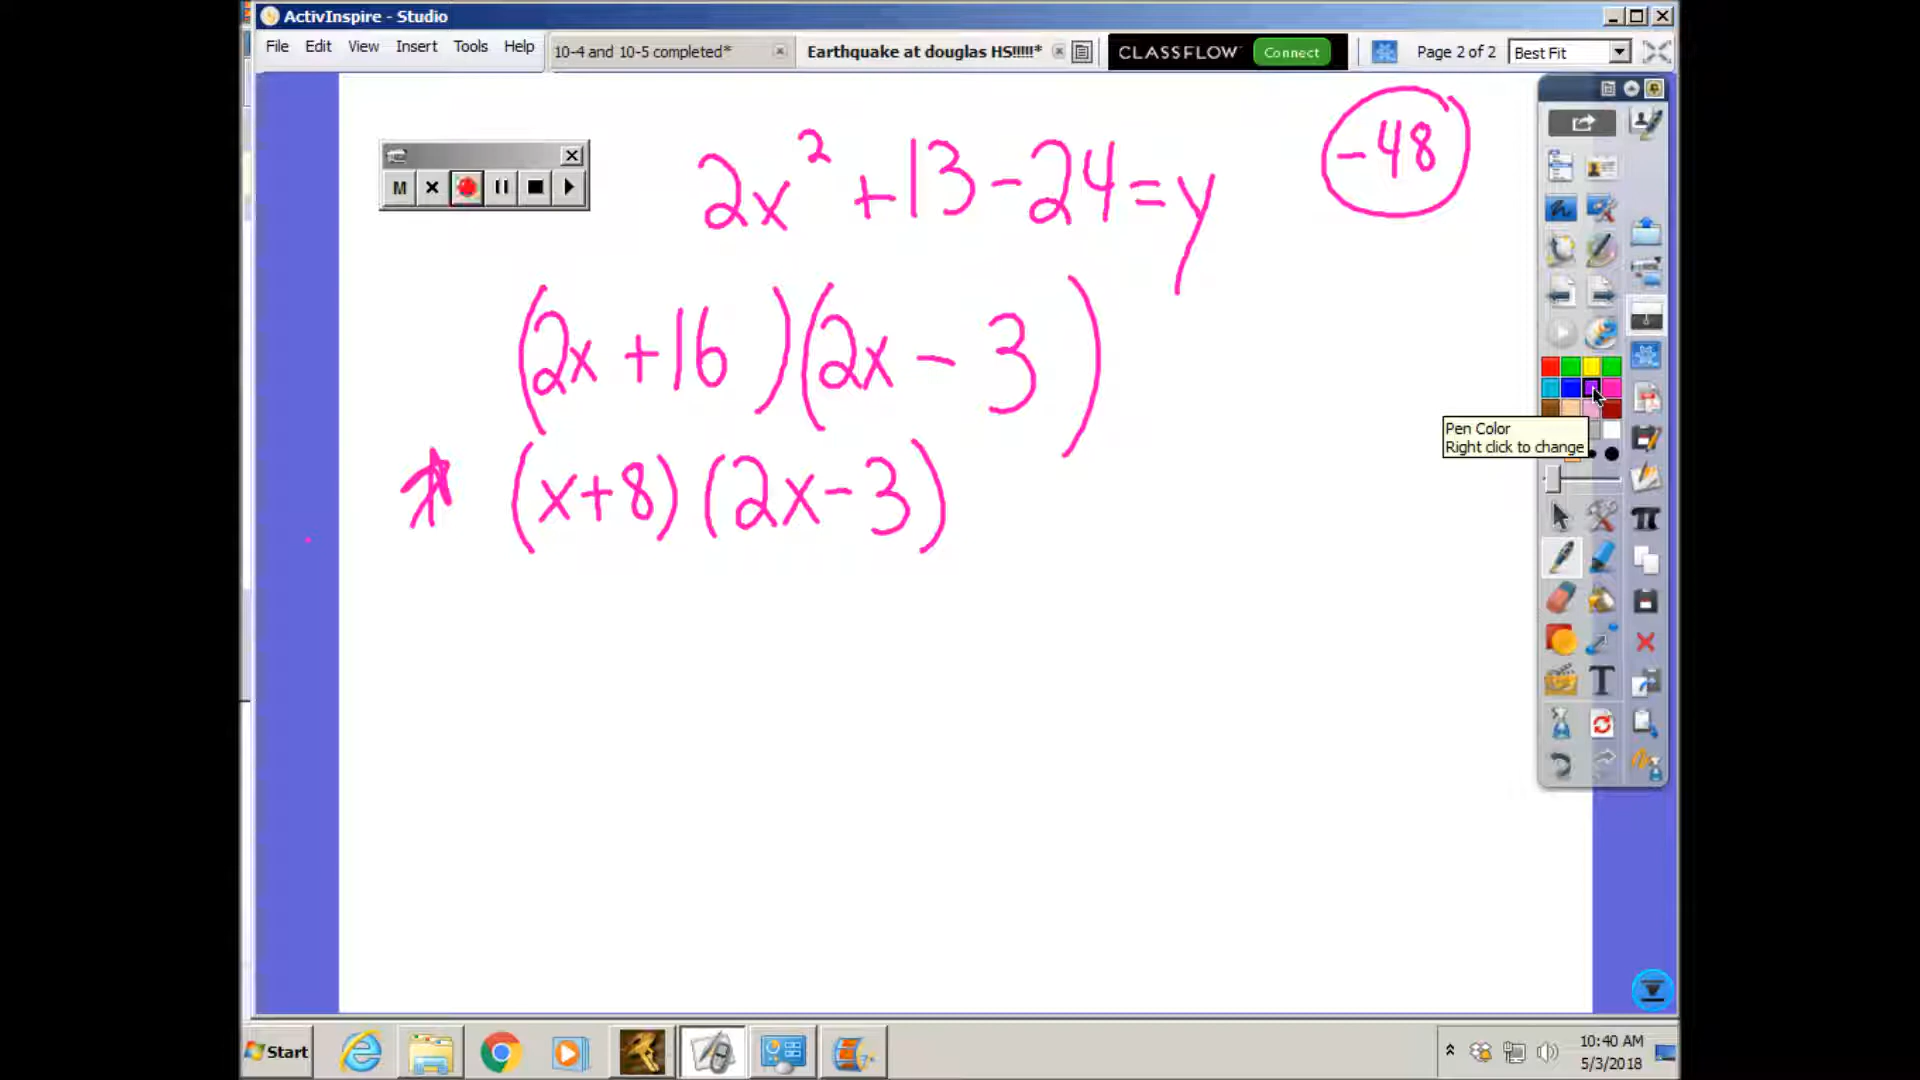 ActivInspire - Studio
File Edit View Insert Tools Help
10-4 and 10-5 completed*
Earthquake at douglas HS!!!!!*
CLASSFLOW Connect
Page 2 of 2
Best Fit
M
2x² +13-24=y
-48
(2x+16)(2x-3)
Pen Color
Right click to change
* (x+8)(2x-3)
T
Start
10:40 AM
5/3/2018